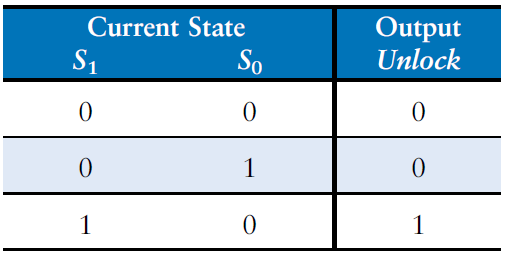 Current State Output
S₁ S₀ Unlock
0 0 0
0 1 0
1 0 1